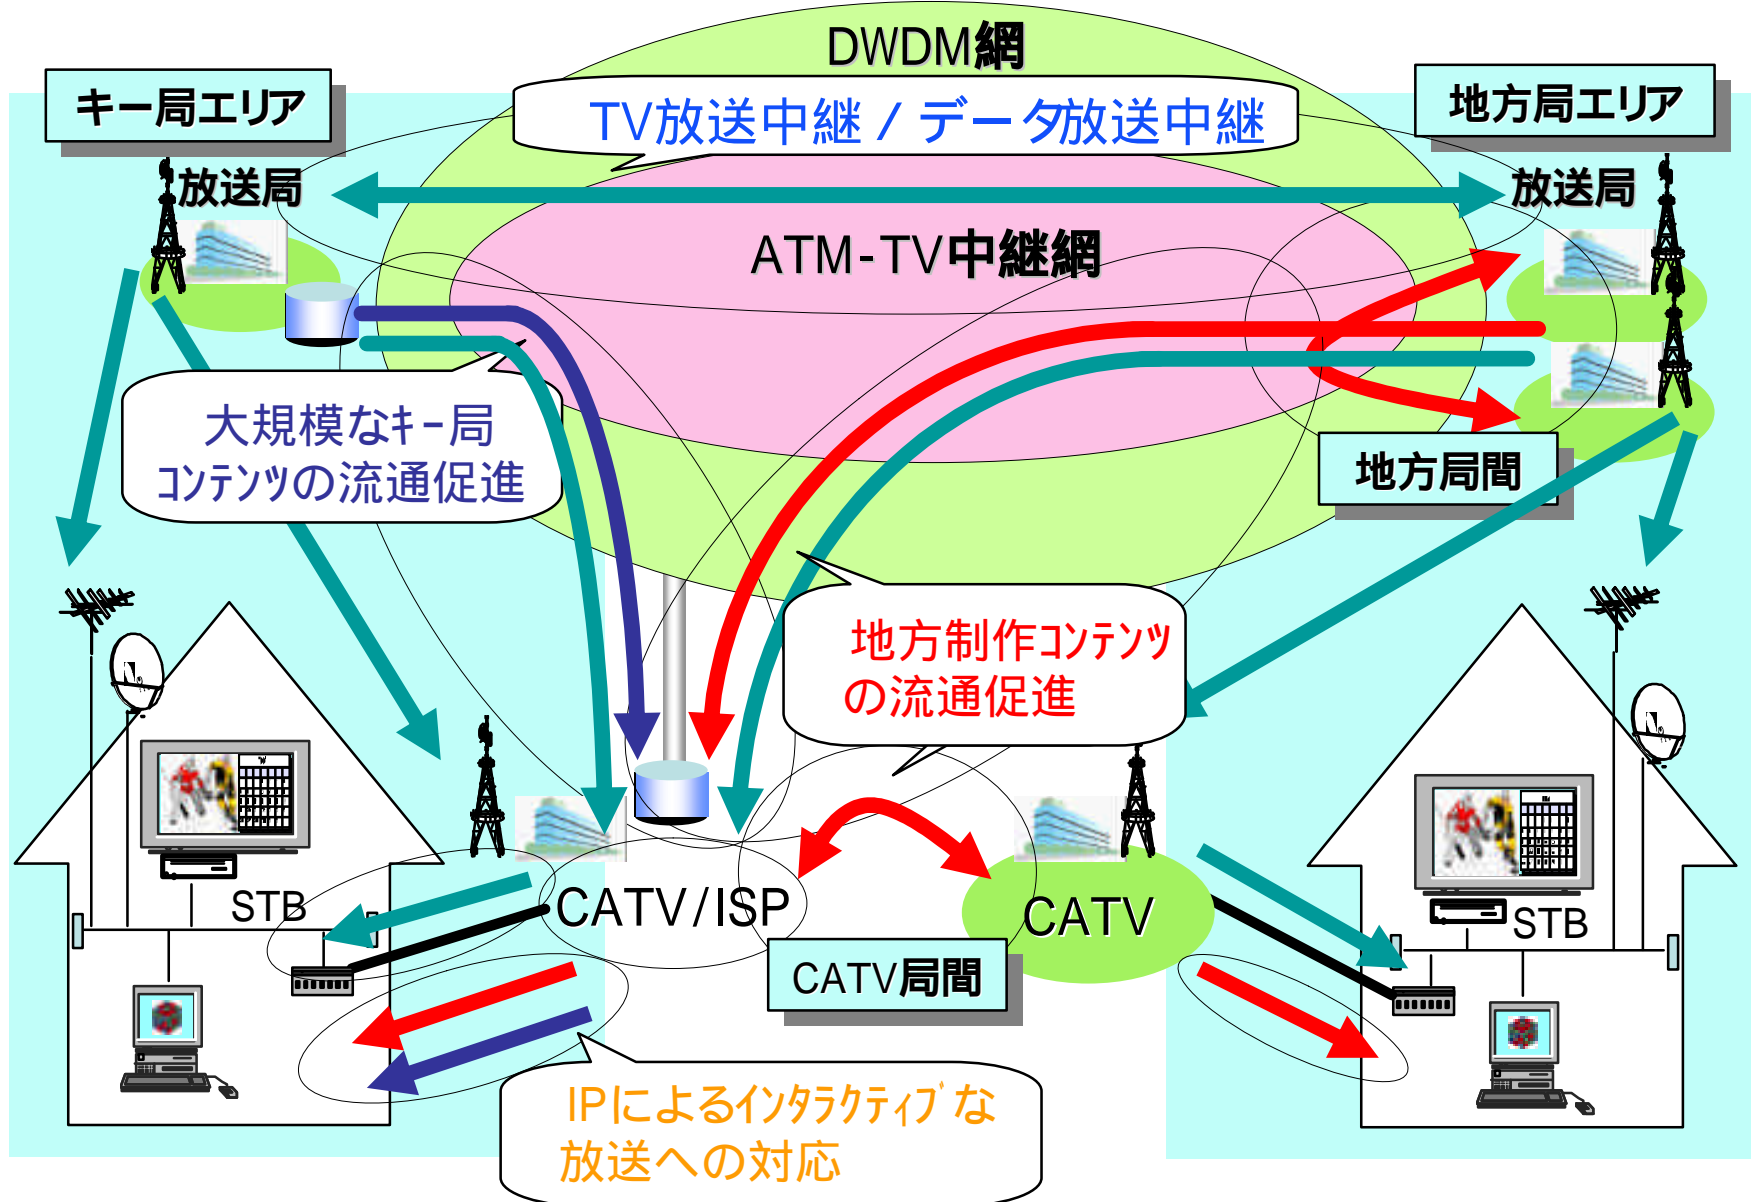 DWDM網
キー局エリア
TV放送中継 / データ放送中継
地方局エリア
放送局
放送局
ATM-TV中継網
大規模なｷｰ局
ｺﾝﾃﾝﾂの流通促進
地方局間
地方制作ｺﾝﾃﾝﾂ
の流通促進
STB
CATV/ISP
CATV
STB
CATV局間
IPによるｲﾝﾀﾗｸﾃｨﾌﾞな
放送への対応